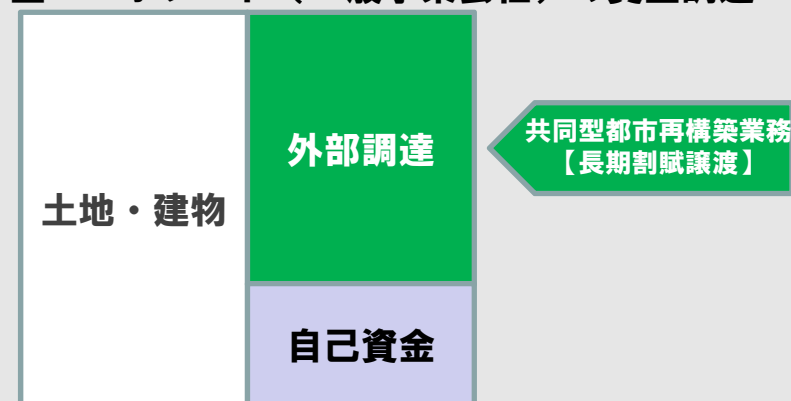 共同型都市再構築業務
【長期割賦譲渡】
外部調達
土地・建物
自己資金